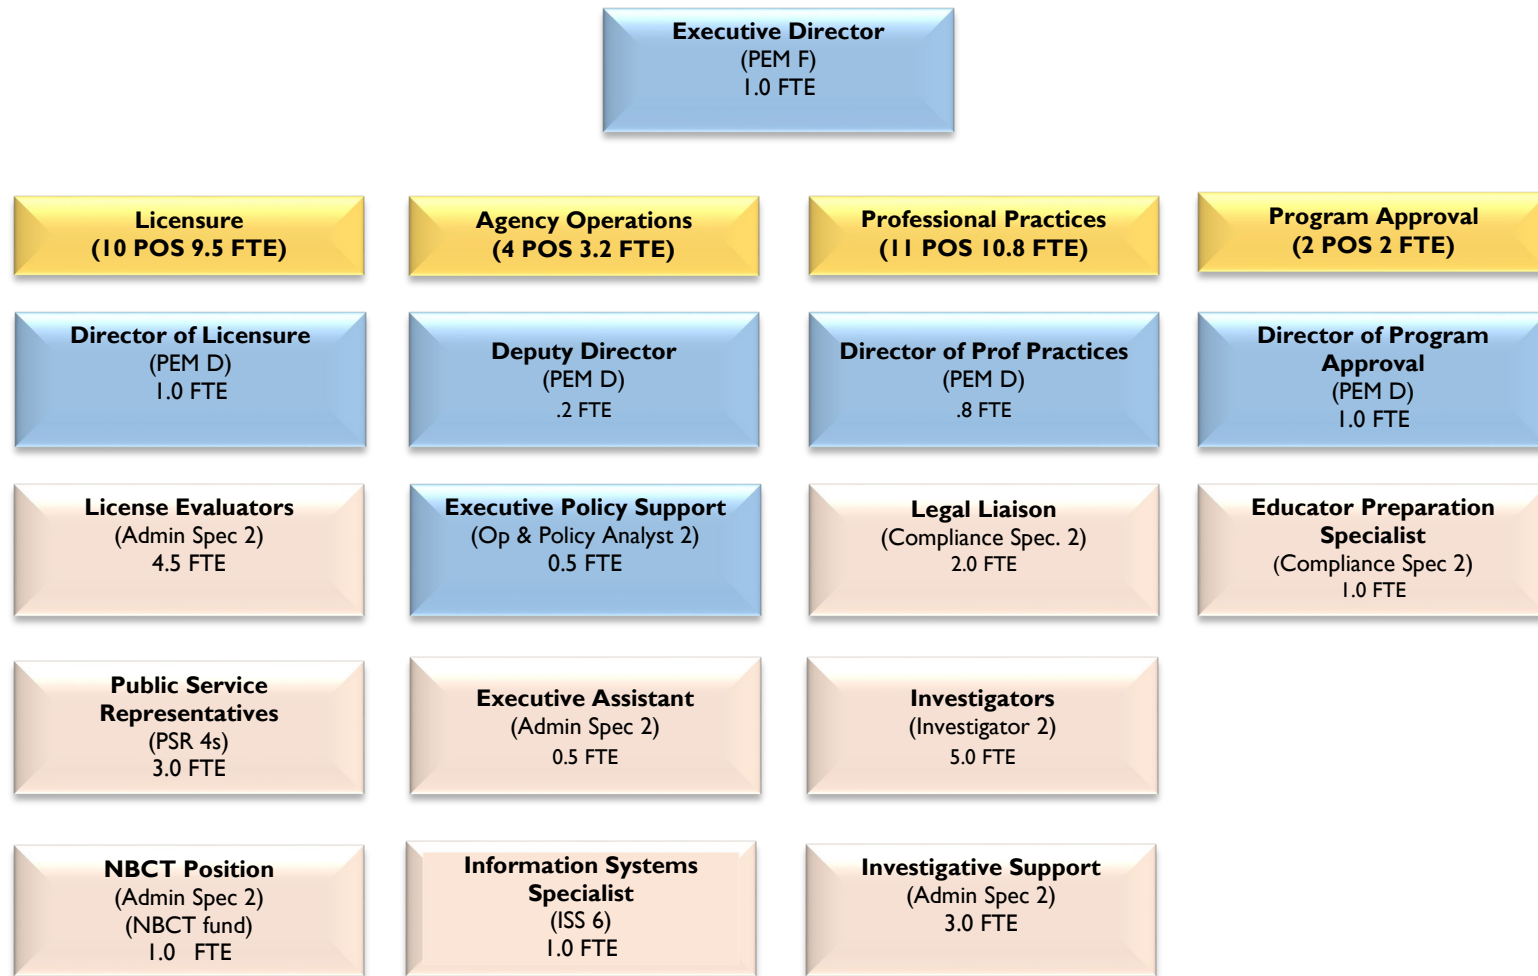 Executive Director
(PEM F)
1.0 FTE
Licensure
(10 POS 9.5 FTE)
Agency Operations
(4 POS 3.2 FTE)
Professional Practices
(11 POS 10.8 FTE)
Program Approval
(2 POS 2 FTE)
Director of Licensure
(PEM D)
1.0 FTE
Deputy Director
(PEM D)
.2 FTE
Director of Prof Practices
(PEM D)
.8 FTE
Director of Program
Approval
(PEM D)
1.0 FTE
License Evaluators
(Admin Spec 2)
4.5 FTE
Executive Policy Support
(Op & Policy Analyst 2)
0.5 FTE
Legal Liaison
(Compliance Spec. 2)
2.0 FTE
Educator Preparation
Specialist
(Compliance Spec 2)
1.0 FTE
Public Service
Representatives
(PSR 4s)
3.0 FTE
Executive Assistant
(Admin Spec 2)
0.5 FTE
Investigators
(Investigator 2)
5.0 FTE
NBCT Position
(Admin Spec 2)
(NBCT fund)
1.0 FTE
Information Systems
Specialist
(ISS 6)
1.0 FTE
Investigative Support
(Admin Spec 2)
3.0 FTE